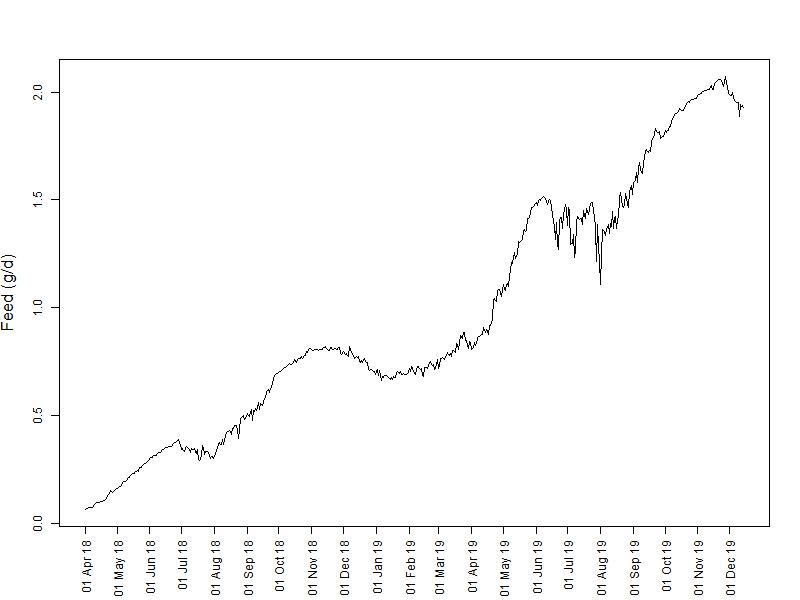 Feed (g/d)
2.0
1.5
1.0
0.5
0.0
01 Apr 18
01 May 18
01 Jun 18
01 Jul 18
01 Aug 18
01 Sep 18
01 Oct 18
01 Nov 18
01 Dec 18
01 Jan 19
01 Feb 19
01 Mar 19
01 Apr 19
01 May 19
01 Jun 19
01 Jul 19
01 Aug 19
01 Sep 19
01 Oct 19
01 Nov 19
01 Dec 19